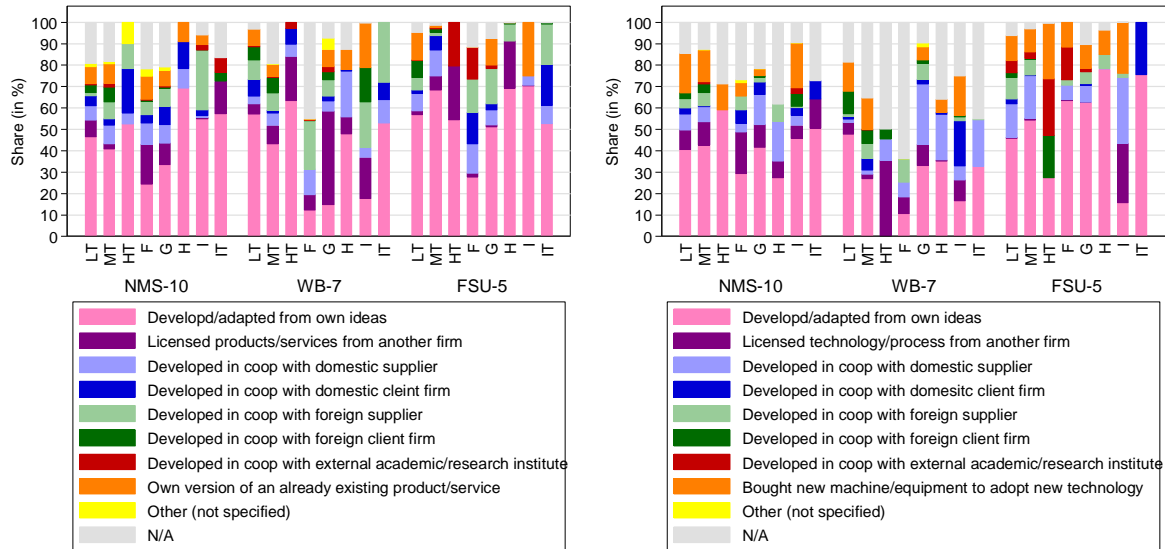 Share (in %)
100
90
80
70
60
50
40
30
20
10
0
LT MT HT F G H I IT LT MT HT F G H I IT LT MT HT F G H I IT
NMS-10 WB-7 FSU-5
Developd/adapted from own ideas
Licensed products/services from another firm
Developed in coop with domestic supplier
Developed in coop with domestic cleint firm
Developed in coop with foreign supplier
Developed in coop with foreign client firm
Developed in coop with external academic/research institute
Own version of an already existing product/service
Other (not specified)
N/A
Share (in %)
100
90
80
70
60
50
40
30
20
10
0
LT MT HT F G H I IT LT MT HT F G H I IT LT MT HT F G H I IT
NMS-10 WB-7 FSU-5
Developd/adapted from own ideas
Licensed technology/process from another firm
Developed in coop with domestic supplier
Developed in coop with domesitc client firm
Developed in coop with foreign supplier
Developed in coop with foreign client firm
Developed in coop with external academic/research institute
Bought new machine/equipment to adopt new technology
Other (not specified)
N/A